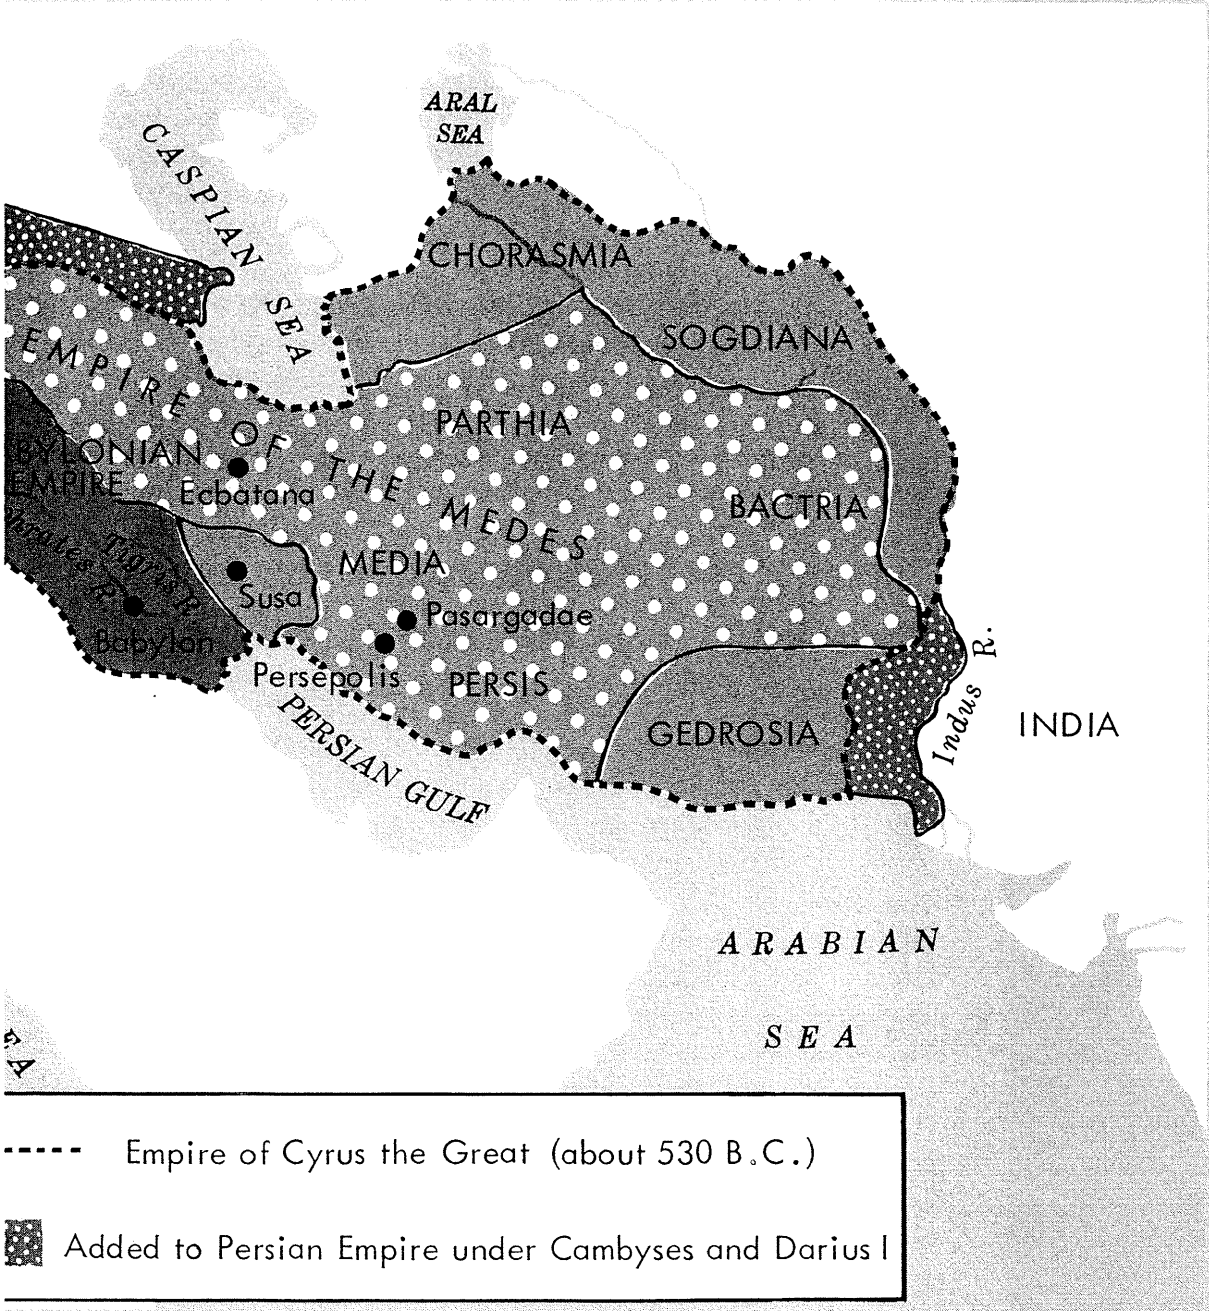 ARAL
SEA
CASPIAN SEA
CHORASMIA
SOGDIANA
EMPIRE OF THE MEDES
PARTHIA
BYLONIAN
EMPIRE
Ecbatana
BACTRIA
hrates R.
Tigris R.
MEDIA
Susa
Babylon
Pasargadae
Persepolis
PERSIS
PERSIAN GULF
GEDROSIA
Indus R.
INDIA
ARABIAN
SEA
EA
Empire of Cyrus the Great (about 530 B.C.)
Added to Persian Empire under Cambyses and Darius I